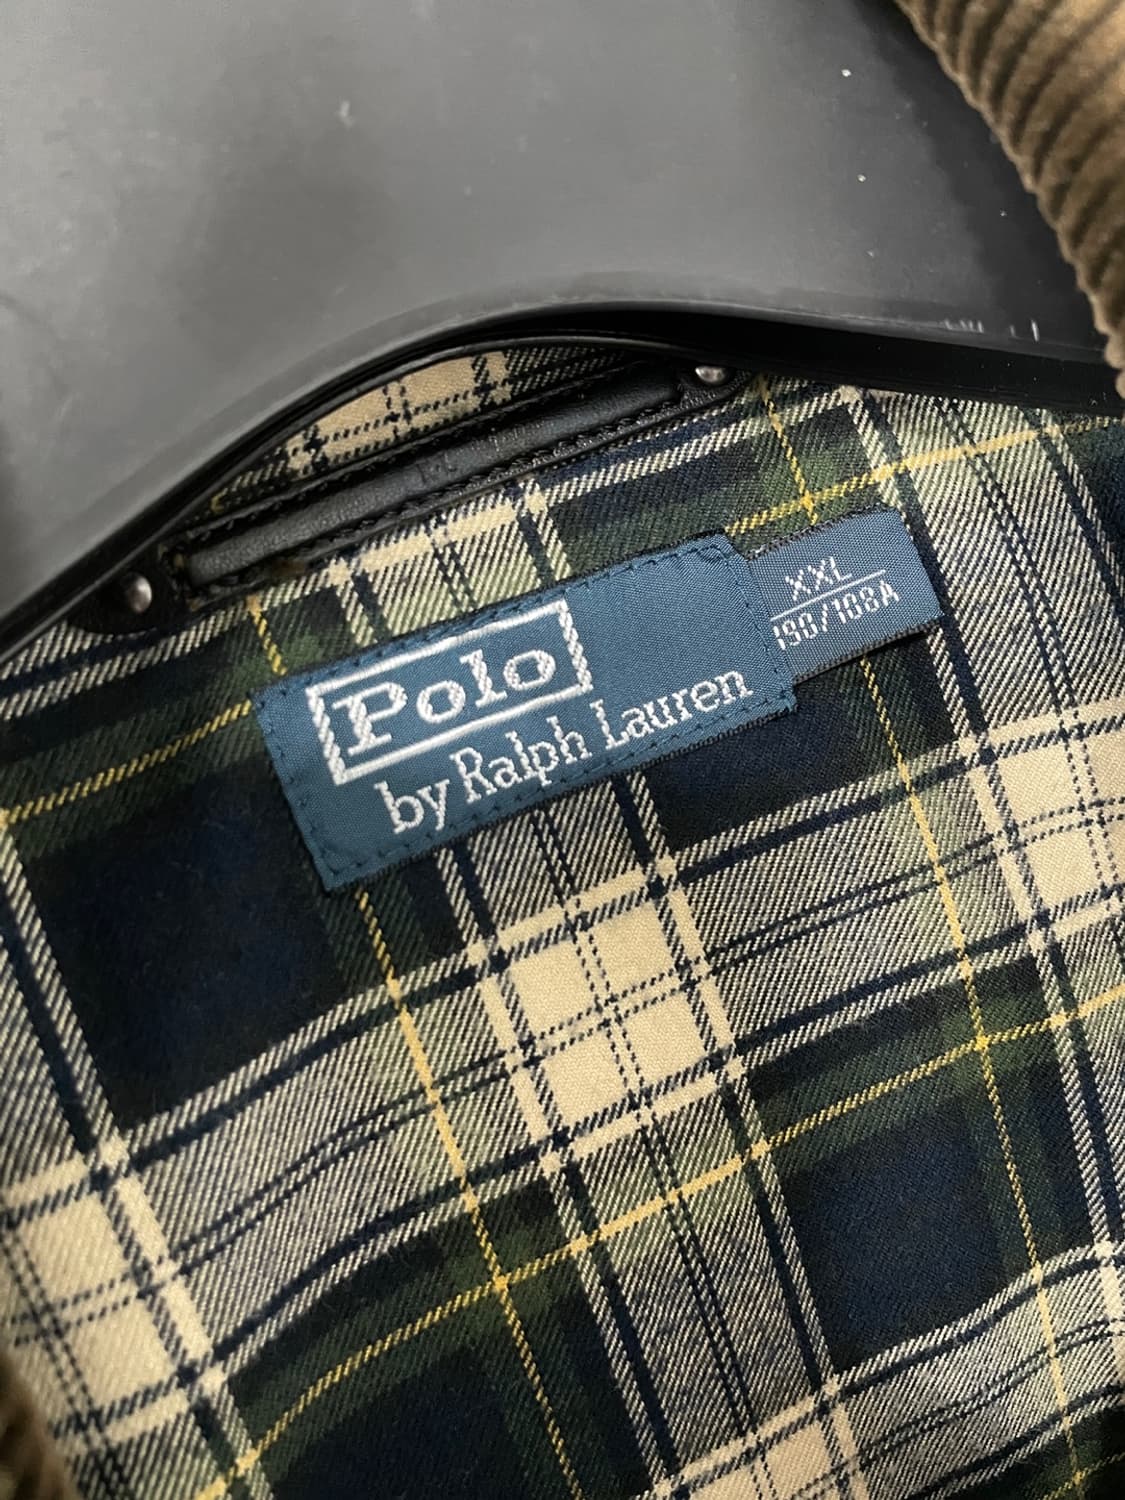 Polo
by Ralph Lauren
XXL
190/108A